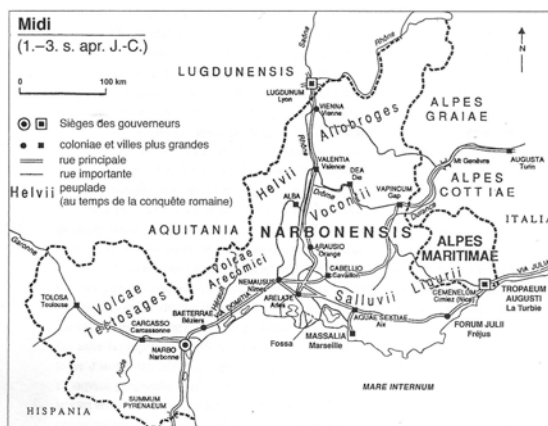 Midi
(1.–3. s. apr. J.-C.)
0 100 km
Sièges des gouverneurs
coloniae et villes plus grandes
rue principale
rue importante
Helvii peuplade
(au temps de la conquête romaine)
N
Saône
Rhône
LUGDUNENSIS
LUGDUNUM
Lyon
VIENNA
Vienne
Allobroges
ALPES
GRAIAE
Rhône
VALENTIA
Valence
DEA
Die
Mt Genèvre
AUGUSTA
Turin
Helvii
Drôme
Vocontii
VAPINCUM
Gap
ALPES
COTTIAE
Durance
ALBA
AQUITANIA
NARBONENSIS
ITALIA
Garonne
ARAUSIO
Orange
ALPES
MARITIMAE
Volcae
Arecomici
CABELLIO
Cavaillon
Ligurii
VIA JULIA
NEMAUSUS
Nîmes
CEMENELUM
Cimiez (Nice)
TROPAEUM
AUGUSTI
La Turbie
TOLOSA
Toulouse
Volcae
Tectosages
VIA DOMITIA
ARELATE
Arles
Salluvii
BAETERRAE
Béziers
AQUAE SEXTIAE
Aix
FORUM JULII
Fréjus
CARCASSO
Carcassonne
Fossa
MASSALIA
Marseille
NARBO
Narbonne
Aude
MARE INTERNUM
SUMMUM
PYRENAEUM
HISPANIA